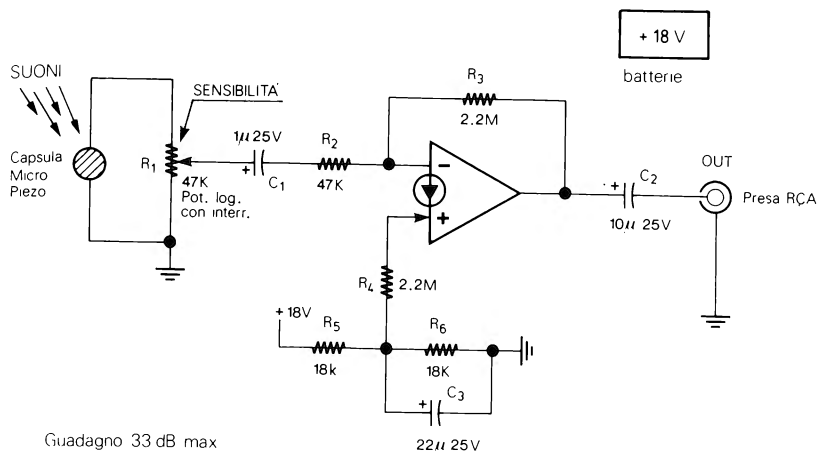 + 18 V
batterie
SUONI
SENSIBILITÀ
Capsula
Micro
Piezo
R1
47K
Pot. log.
con interr.
1µ 25V
+
C1
R2
47K
R3
2.2M
−
+
R4
2.2M
+18V
R5
18k
R6
18K
+
C3
22µ 25V
+
C2
10µ 25V
OUT
Presa RÇA
Guadagno 33 dB max